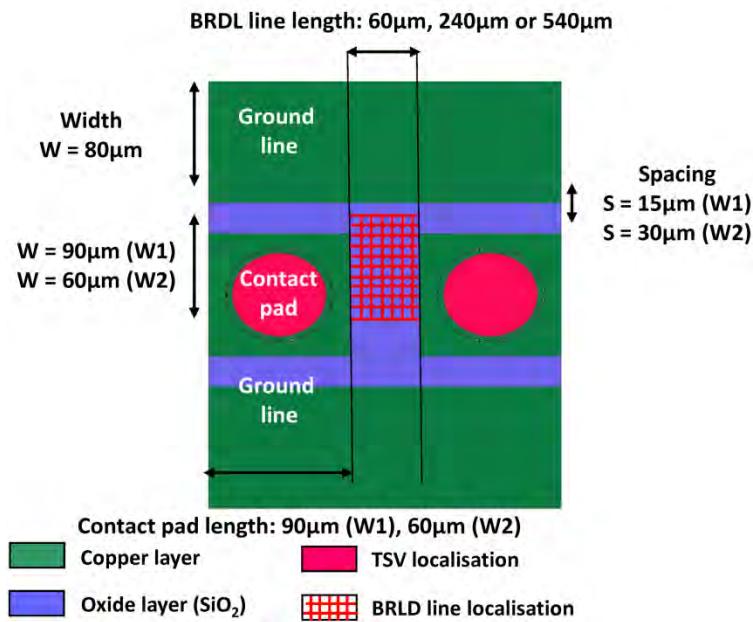 BRDL line length: 60µm, 240µm or 540µm
Width
W = 80µm
Ground
line
Spacing
S = 15µm (W1)
S = 30µm (W2)
W = 90µm (W1)
W = 60µm (W2)
Contact
pad
Ground
line
Contact pad length: 90µm (W1), 60µm (W2)
Copper layer
TSV localisation
Oxide layer (SiO₂)
BRLD line localisation